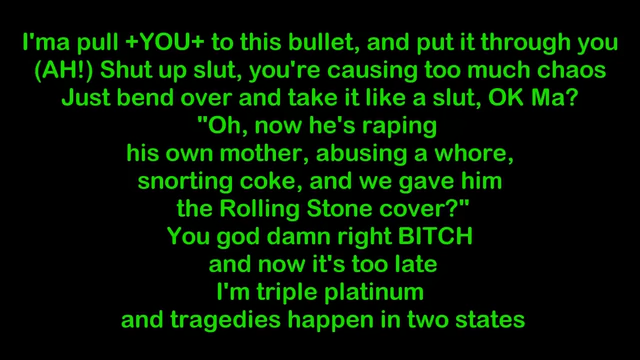 I'ma pull +YOU+ to this bullet, and put it through you
(AH!) Shut up slut, you're causing too much chaos
Just bend over and take it like a slut, OK Ma?
"Oh, now he's raping
his own mother, abusing a whore,
snorting coke, and we gave him
the Rolling Stone cover?"
You god damn right BITCH
and now it's too late
I'm triple platinum
and tragedies happen in two states